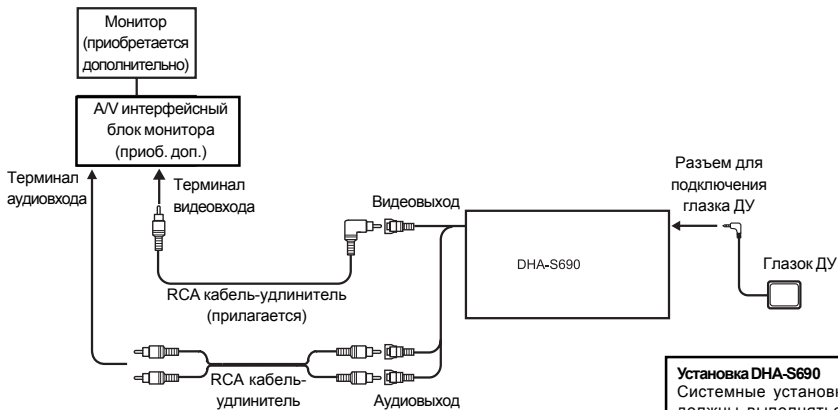 Монитор
(приобретается
дополнительно)
A/V интерфейсный
блок монитора
(приоб. доп.)
Терминал
аудиовхода
Терминал
видеовхода
Видеовыход
Разъем для
подключения
глазка ДУ
DHA-S690
Глазок ДУ
RCA кабель-удлинитель
(прилагается)
RCA кабель-
удлинитель
Аудиовыход
Установка DHA-S690
Системные установк